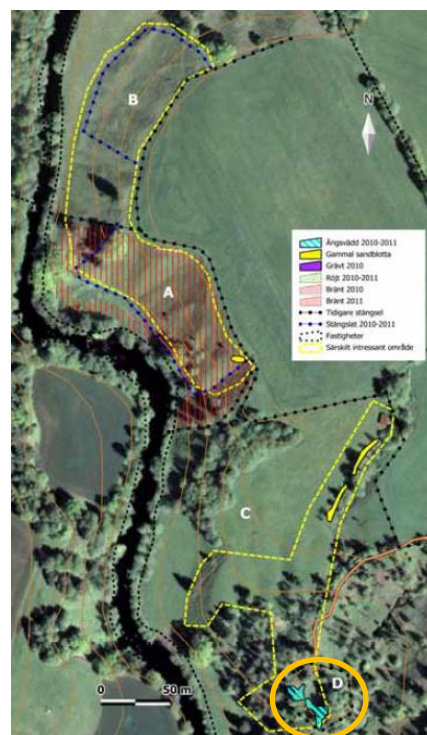 B
N
Ängsvädd 2010-2011
Gammal sandblotta
Grävt 2010
Röjt 2010-2011
Bränt 2010
Bränt 2011
Tidigare stängsel
Stängslat 2010-2011
Fastigheter
Särskilt intressant område
A
C
D
0 50 m